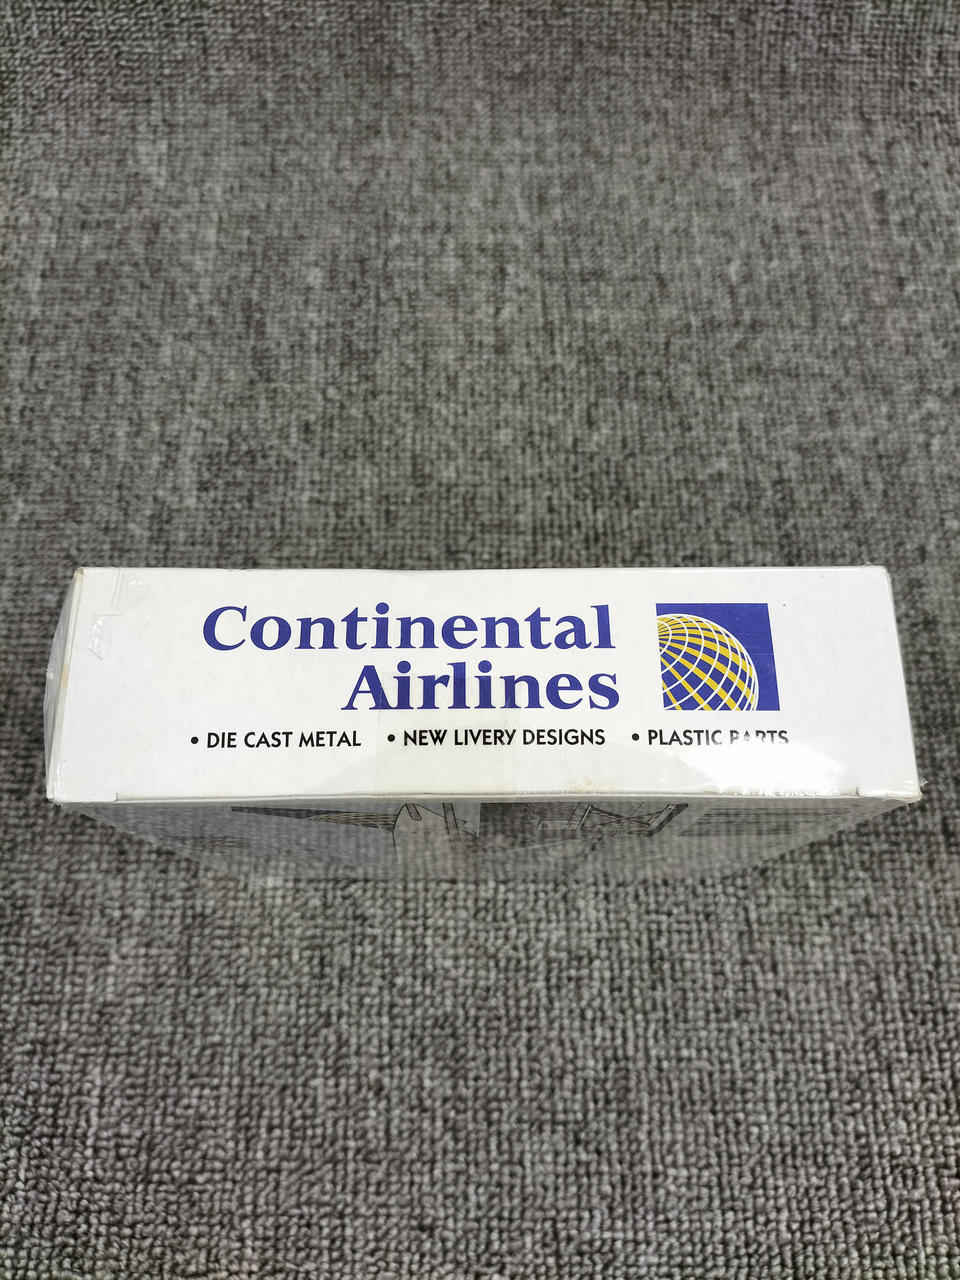 Continental
Airlines
• DIE CAST METAL • NEW LIVERY DESIGNS • PLASTIC PARTS